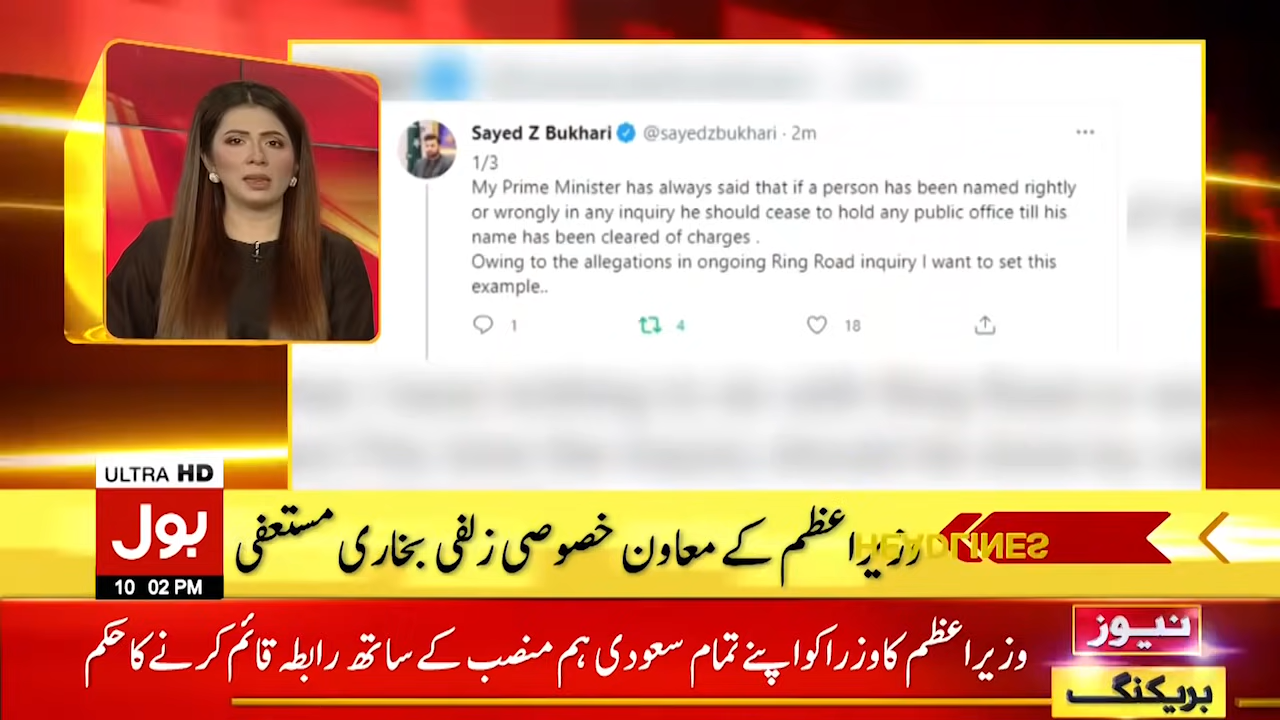 Sayed Z Bukhari @sayedzbukhari · 2m
1/3
My Prime Minister has always said that if a person has been named rightly
or wrongly in any inquiry he should cease to hold any public office till his
name has been cleared of charges .
Owing to the allegations in ongoing Ring Road inquiry I want to set this
example..
1 4 18
ULTRA HD
بول
10 02 PM
وزیراعظم کے معاون خصوصی زلفی بخاری مستعفی
HEADLINES
نیوز
بریکنگ
وزیراعظم کا وزرا کو اپنے تمام سعودی ہم منصب کے ساتھ رابطہ قائم کرنے کا حکم